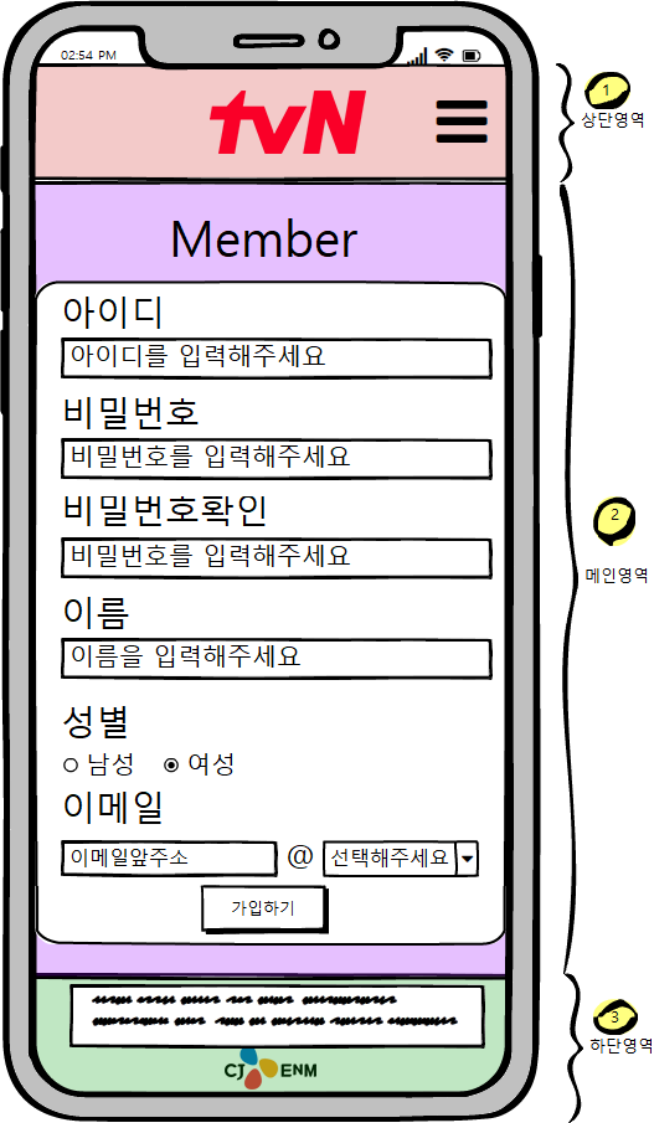 02:54 PM
tvN
1
상단영역
Member
아이디
아이디를 입력해주세요
비밀번호
비밀번호를 입력해주세요
비밀번호확인
비밀번호를 입력해주세요
2
메인영역
이름
이름을 입력해주세요
성별
남성 여성
이메일
이메일앞주소 @ 선택해주세요
가입하기
3
하단영역
CJ ENM